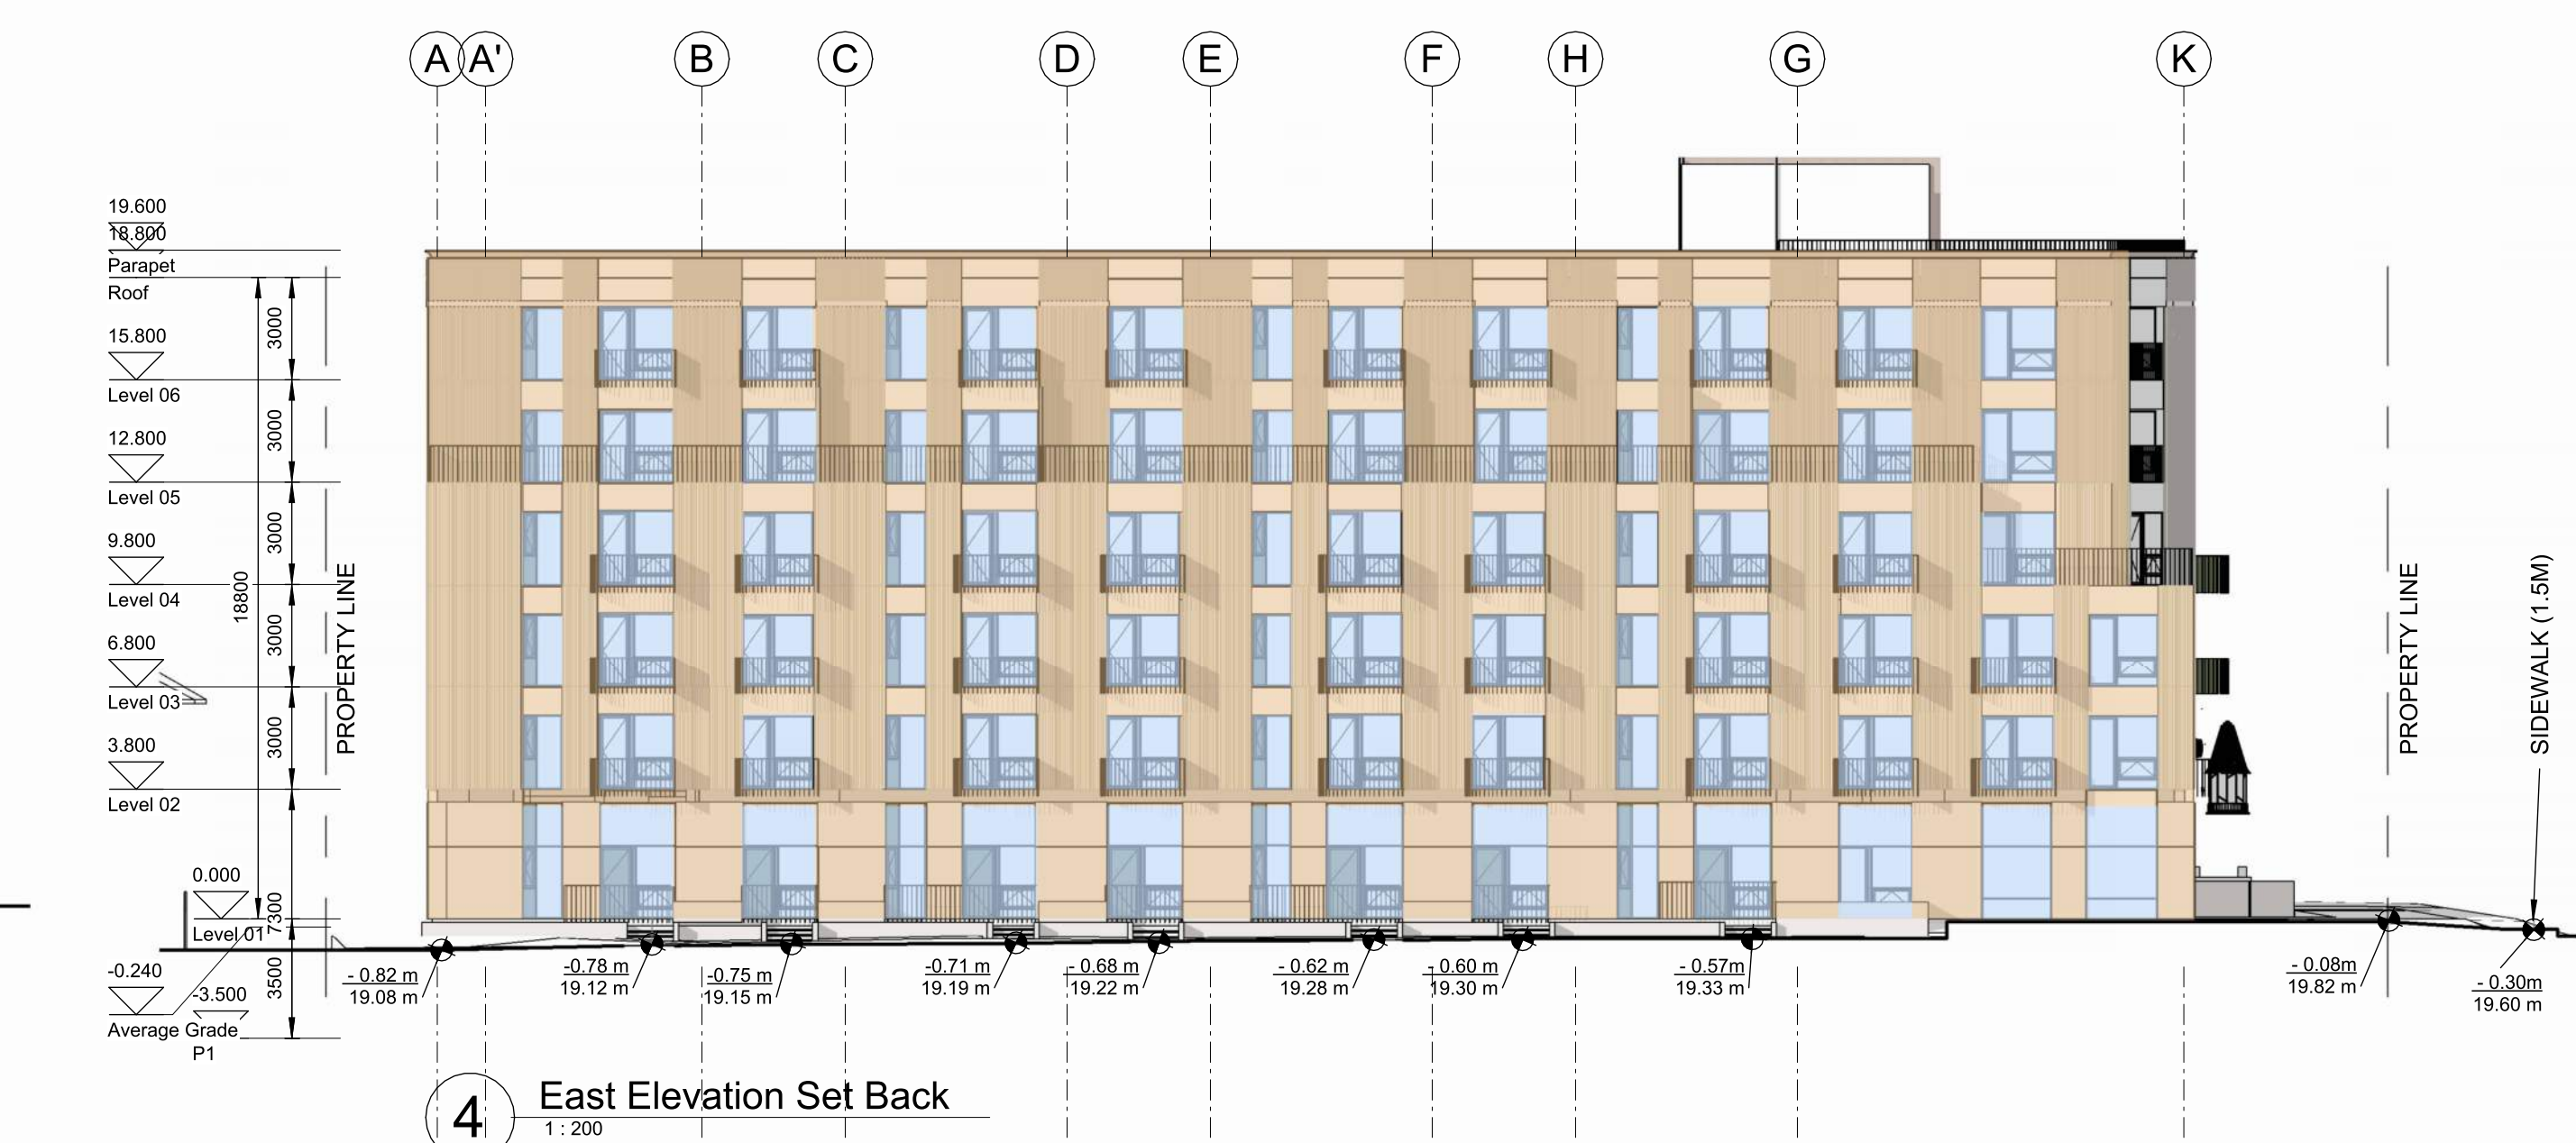 A A' B C D E F H G K
19.600
18.800
Parapet
Roof
15.800
Level 06
12.800
Level 05
9.800
Level 04
6.800
Level 03
3.800
Level 02
0.000
Level 01
-0.240
Average Grade
-3.500
P1
3000
3000
3000
3000
3000
18800
7300
3500
PROPERTY LINE
PROPERTY LINE
SIDEWALK (1.5M)
- 0.82 m
19.08 m
-0.78 m
19.12 m
-0.75 m
19.15 m
-0.71 m
19.19 m
- 0.68 m
19.22 m
- 0.62 m
19.28 m
- 0.60 m
19.30 m
- 0.57m
19.33 m
- 0.08m
19.82 m
- 0.30m
19.60 m
4
East Elevation Set Back
1 : 200